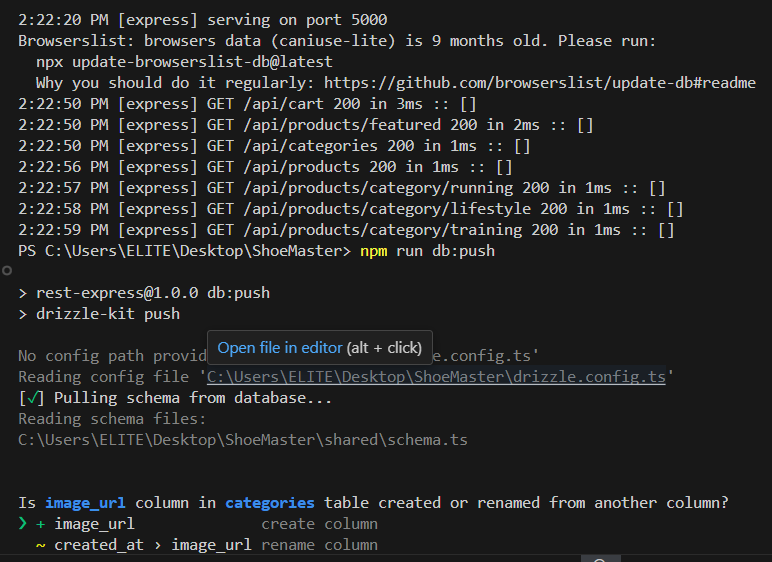 2:22:20 PM [express] serving on port 5000
Browserslist: browsers data (caniuse-lite) is 9 months old. Please run:
  npx update-browserslist-db@latest
  Why you should do it regularly: https://github.com/browserslist/update-db#readme
2:22:50 PM [express] GET /api/cart 200 in 3ms :: []
2:22:50 PM [express] GET /api/products/featured 200 in 2ms :: []
2:22:50 PM [express] GET /api/categories 200 in 1ms :: []
2:22:56 PM [express] GET /api/products 200 in 1ms :: []
2:22:57 PM [express] GET /api/products/category/running 200 in 1ms :: []
2:22:58 PM [express] GET /api/products/category/lifestyle 200 in 1ms :: []
2:22:59 PM [express] GET /api/products/category/training 200 in 1ms :: []
PS C:\Users\ELITE\Desktop\ShoeMaster> npm run db:push
> rest-express@1.0.0 db:push
> drizzle-kit push
Open file in editor (alt + click)
No config path provid e.config.ts'
Reading config file 'C:\Users\ELITE\Desktop\ShoeMaster\drizzle.config.ts'
[✓] Pulling schema from database...
Reading schema files:
C:\Users\ELITE\Desktop\ShoeMaster\shared\schema.ts
Is image_url column in categories table created or renamed from another column?
❯ + image_url create column
~ created_at › image_url rename column